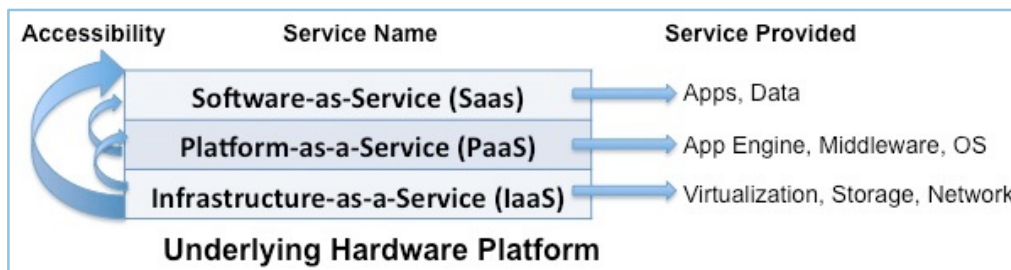 Accessibility Service Name Service Provided
Software-as-Service (Saas) Apps, Data
Platform-as-a-Service (PaaS) App Engine, Middleware, OS
Infrastructure-as-a-Service (IaaS) Virtualization, Storage, Network
Underlying Hardware Platform